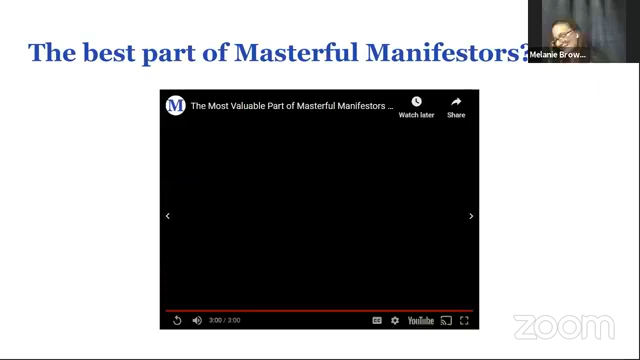 The best part of Masterful Manifestors?
Melanie Brow...
M
The Most Valuable Part of Masterful Manifestors ...
Watch later
Share
3:00 / 3:00
CC
YouTube
zoom